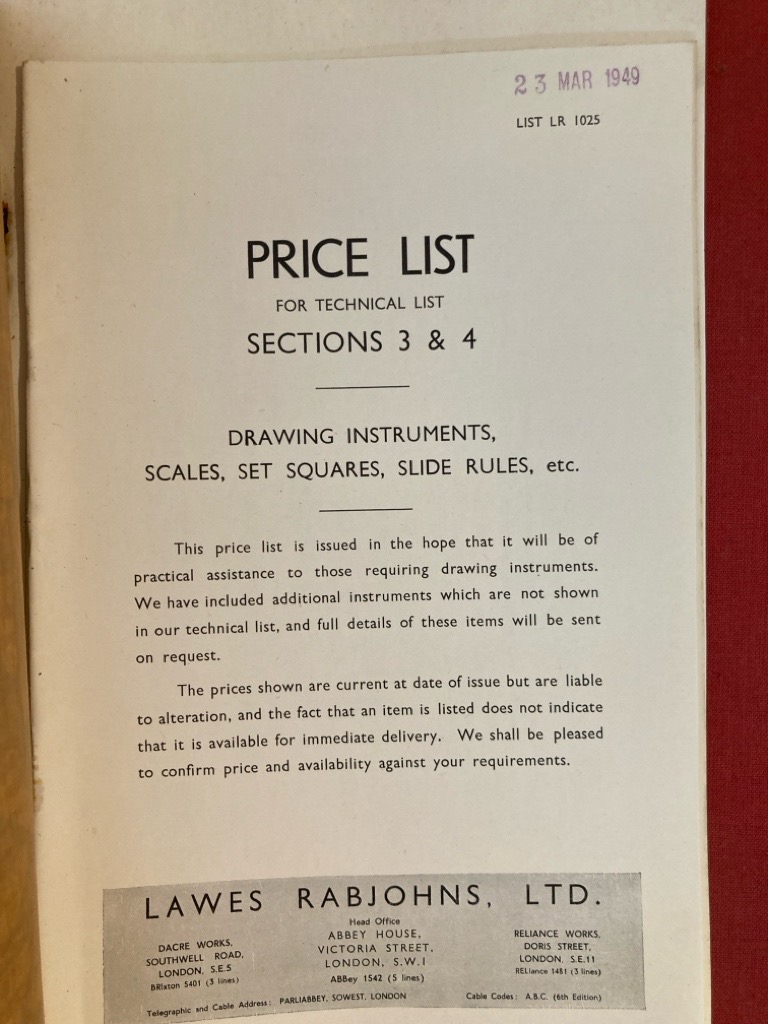 23 MAR 1949
LIST LR 1025
PRICE LIST
FOR TECHNICAL LIST
SECTIONS 3 & 4
DRAWING INSTRUMENTS,
SCALES, SET SQUARES, SLIDE RULES, etc.
This price list is issued in the hope that it will be of
practical assistance to those requiring drawing instruments.
We have included additional instruments which are not shown
in our technical list, and full details of these items will be sent
on request.
The prices shown are current at date of issue but are liable
to alteration, and the fact that an item is listed does not indicate
that it is available for immediate delivery. We shall be pleased
to confirm price and availability against your requirements.
LAWES RABJOHNS, LTD.
DACRE WORKS,
SOUTHWELL ROAD,
LONDON, S.E.5
BRIxton 5401 (3 lines)
Head Office
ABBEY HOUSE,
VICTORIA STREET,
LONDON, S.W.1
ABBey 1542 (5 lines)
RELIANCE WORKS,
DORIS STREET,
LONDON, S.E.11
RELiance 1481 (3 lines)
Telegraphic and Cable Address: PARLIABBEY, SOWEST, LONDON
Cable Codes: A.B.C. (6th Edition)